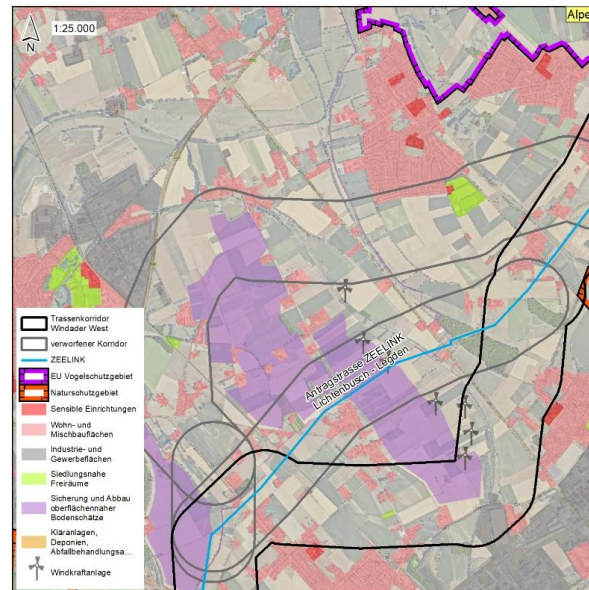 Alpe
N
1:25.000
Antragstrasse ZEELINK
Lichtenbusch - Legden
Trassenkorridor
Windader West
verworfener Korridor
ZEELINK
EU Vogelschutzgebiet
Naturschutzgebiet
Sensible Einrichtungen
Wohn- und
Mischbauflächen
Industrie- und
Gewerbeflächen
Siedlungsnahe
Freiräume
Sicherung und Abbau
oberflächennaher
Bodenschätze
Kläranlagen,
Deponien,
Abfallbehandlungsa...
Windkraftanlage